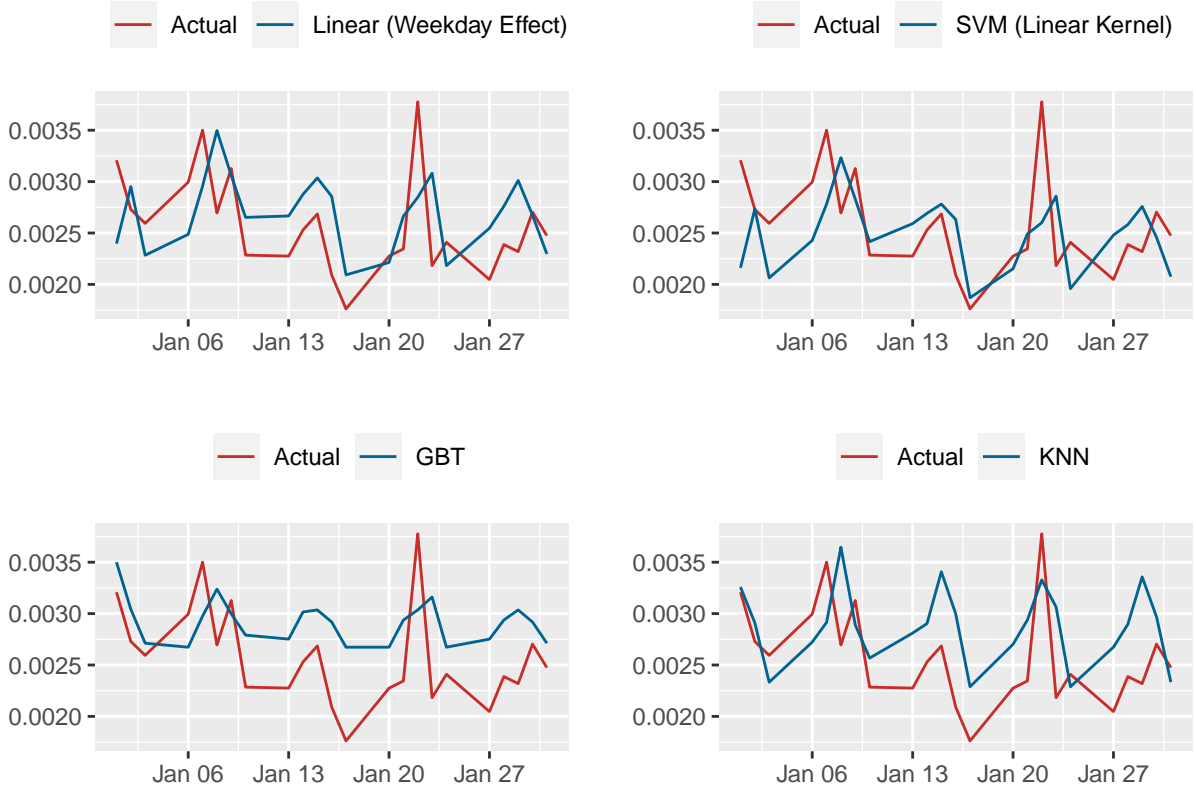 Actual Linear (Weekday Effect)
0.0035
0.0030
0.0025
0.0020
Jan 06 Jan 13 Jan 20 Jan 27
Actual SVM (Linear Kernel)
0.0035
0.0030
0.0025
0.0020
Jan 06 Jan 13 Jan 20 Jan 27
Actual GBT
0.0035
0.0030
0.0025
0.0020
Jan 06 Jan 13 Jan 20 Jan 27
Actual KNN
0.0035
0.0030
0.0025
0.0020
Jan 06 Jan 13 Jan 20 Jan 27